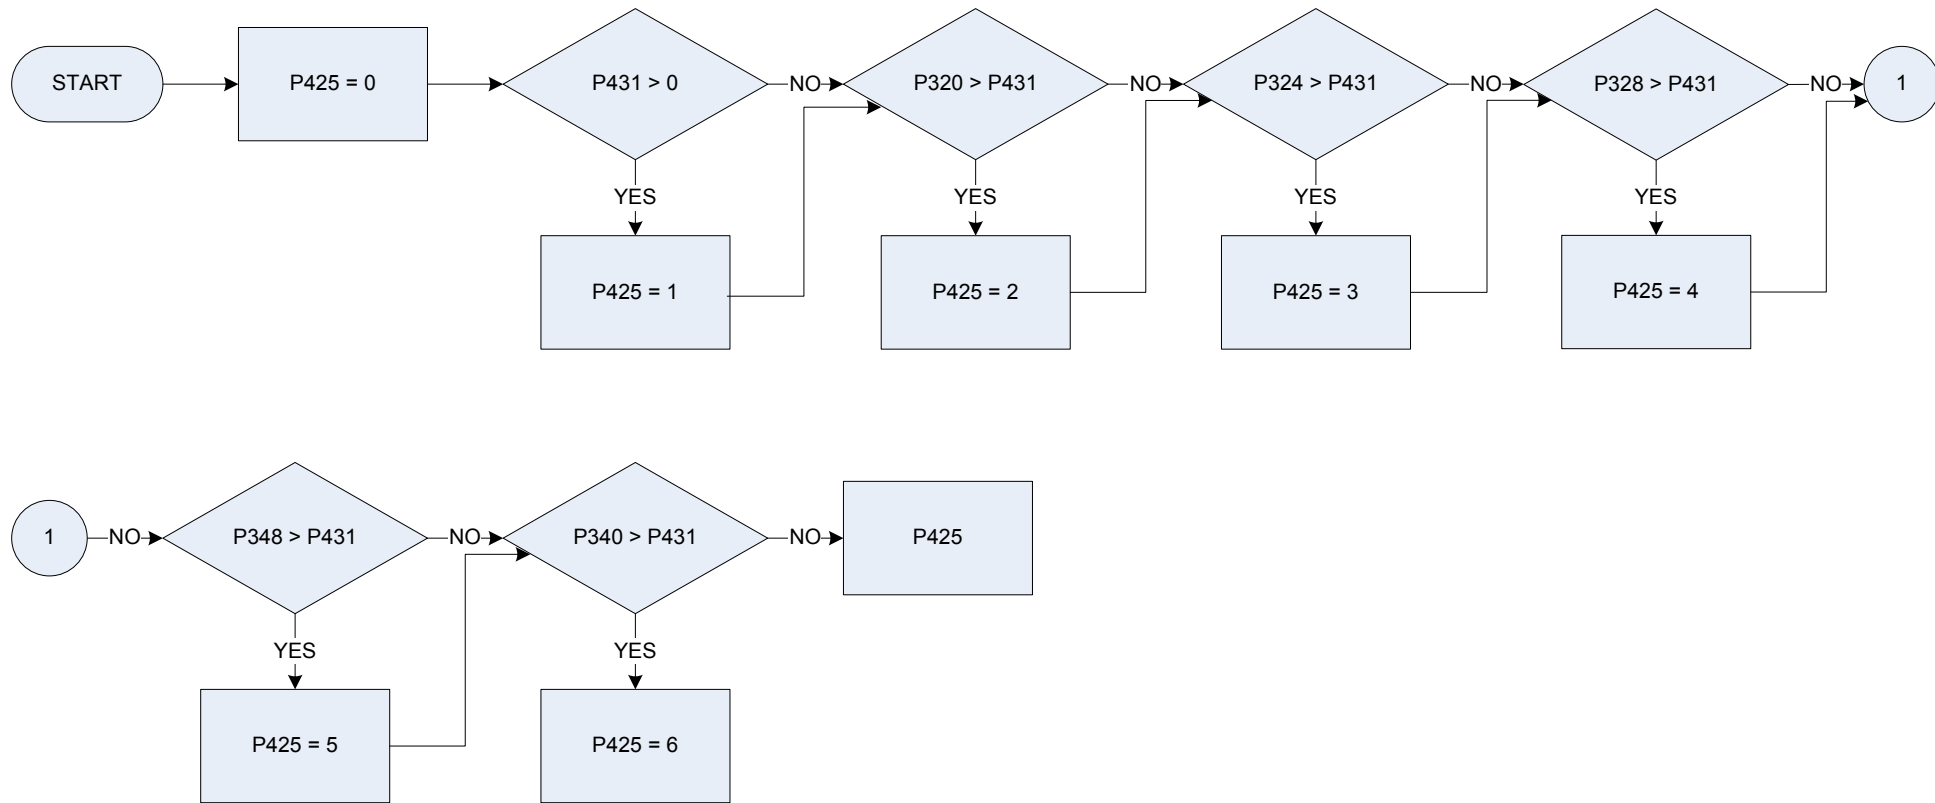 START
P425 = 0
P431 > 0
NO
P320 > P431
NO
P324 > P431
NO
P328 > P431
NO
1
YES
YES
YES
YES
P425 = 1
P425 = 2
P425 = 3
P425 = 4
1
NO
P348 > P431
NO
P340 > P431
NO
P425
YES
YES
P425 = 5
P425 = 6